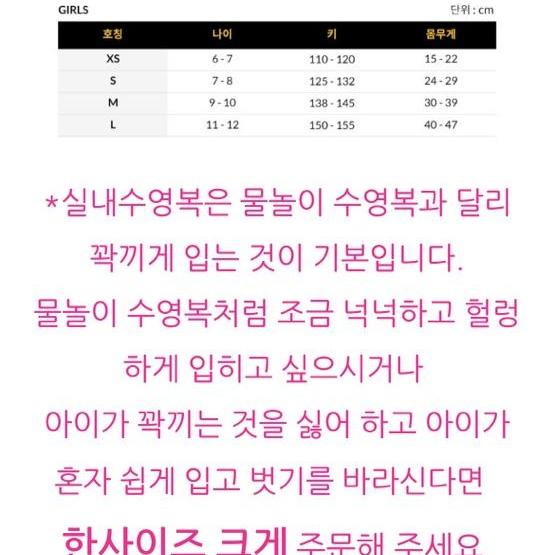 GIRLS 단위 : cm
호칭 나이 키 몸무게
XS 6 - 7 110 - 120 15 - 22
S 7 - 8 125 - 132 24 - 29
M 9 - 10 138 - 145 30 - 39
L 11 - 12 150 - 155 40 - 47
*실내수영복은 물놀이 수영복과 달리
꽉끼게 입는 것이 기본입니다.
물놀이 수영복처럼 조금 넉넉하고 헐렁
하게 입히고 싶으시거나
아이가 꽉끼는 것을 싫어 하고 아이가
혼자 쉽게 입고 벗기를 바라신다면
한사이즈 크게 주문해 주세요